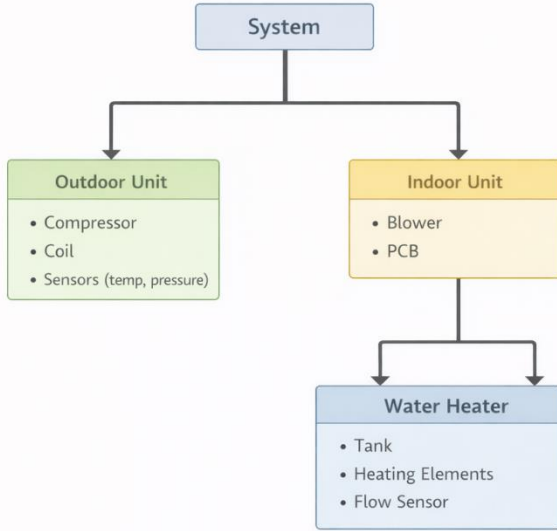 System
Outdoor Unit
• Compressor
• Coil
• Sensors (temp, pressure)
Indoor Unit
• Blower
• PCB
Water Heater
• Tank
• Heating Elements
• Flow Sensor